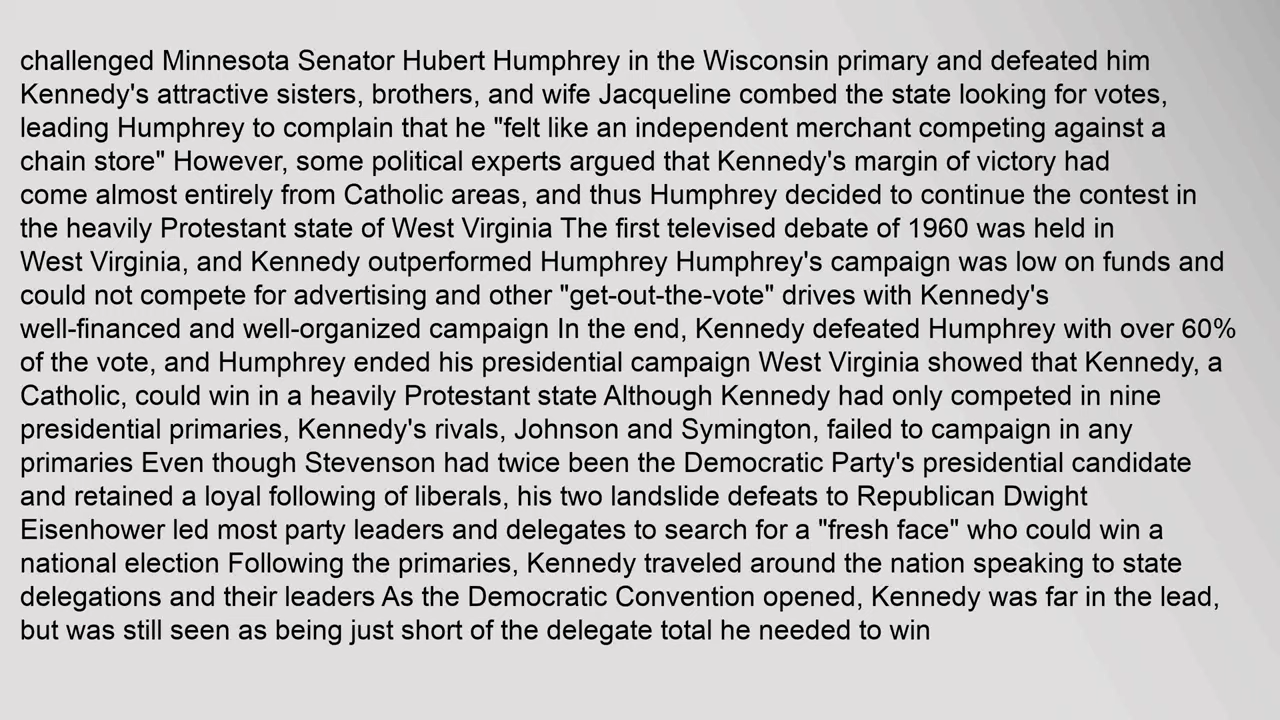 challenged Minnesota Senator Hubert Humphrey in the Wisconsin primary and defeated him
Kennedy's attractive sisters, brothers, and wife Jacqueline combed the state looking for votes,
leading Humphrey to complain that he "felt like an independent merchant competing against a
chain store" However, some political experts argued that Kennedy's margin of victory had
come almost entirely from Catholic areas, and thus Humphrey decided to continue the contest in
the heavily Protestant state of West Virginia The first televised debate of 1960 was held in
West Virginia, and Kennedy outperformed Humphrey Humphrey's campaign was low on funds and
could not compete for advertising and other "get-out-the-vote" drives with Kennedy's
well-financed and well-organized campaign In the end, Kennedy defeated Humphrey with over 60%
of the vote, and Humphrey ended his presidential campaign West Virginia showed that Kennedy, a
Catholic, could win in a heavily Protestant state Although Kennedy had only competed in nine
presidential primaries, Kennedy's rivals, Johnson and Symington, failed to campaign in any
primaries Even though Stevenson had twice been the Democratic Party's presidential candidate
and retained a loyal following of liberals, his two landslide defeats to Republican Dwight
Eisenhower led most party leaders and delegates to search for a "fresh face" who could win a
national election Following the primaries, Kennedy traveled around the nation speaking to state
delegations and their leaders As the Democratic Convention opened, Kennedy was far in the lead,
but was still seen as being just short of the delegate total he needed to win